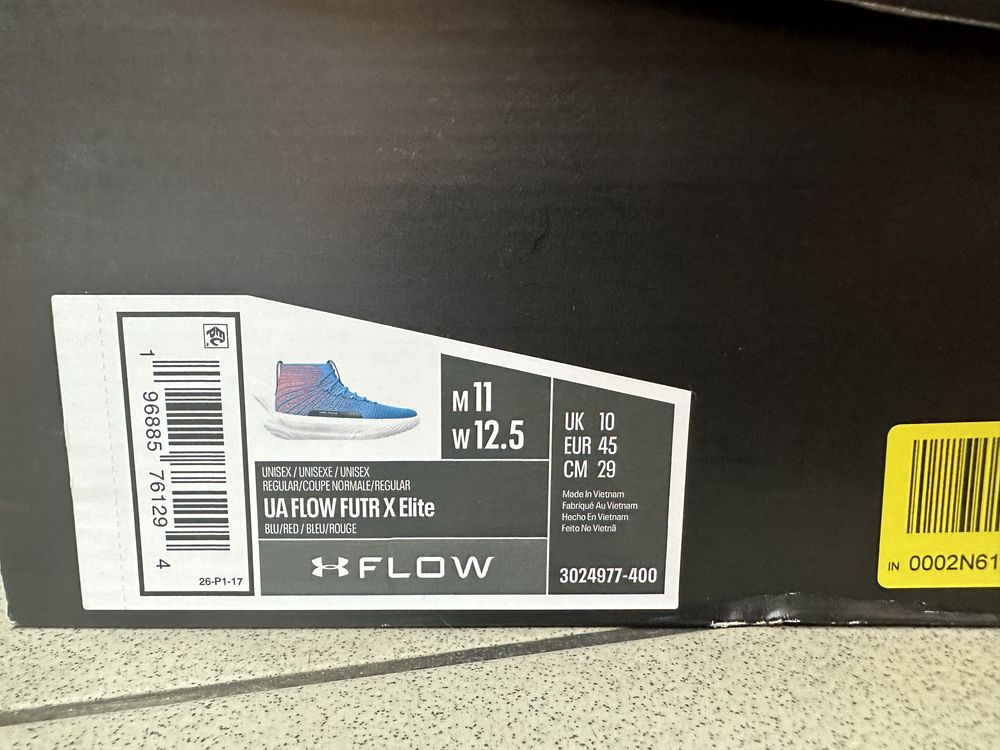 1 96885 76129 4
26-P1-17
M 11
W 12.5
UNISEX / UNISEXE / UNISEX
REGULAR/COUPE NORMALE/REGULAR
UA FLOW FUTR X Elite
BLU/RED / BLEU/ROUGE
FLOW
UK 10
EUR 45
CM 29
Made In Vietnam
Fabriqué Au Vietnam
Hecho En Vietnam
Feito No Vietnã
3024977-400
IN 0002N61